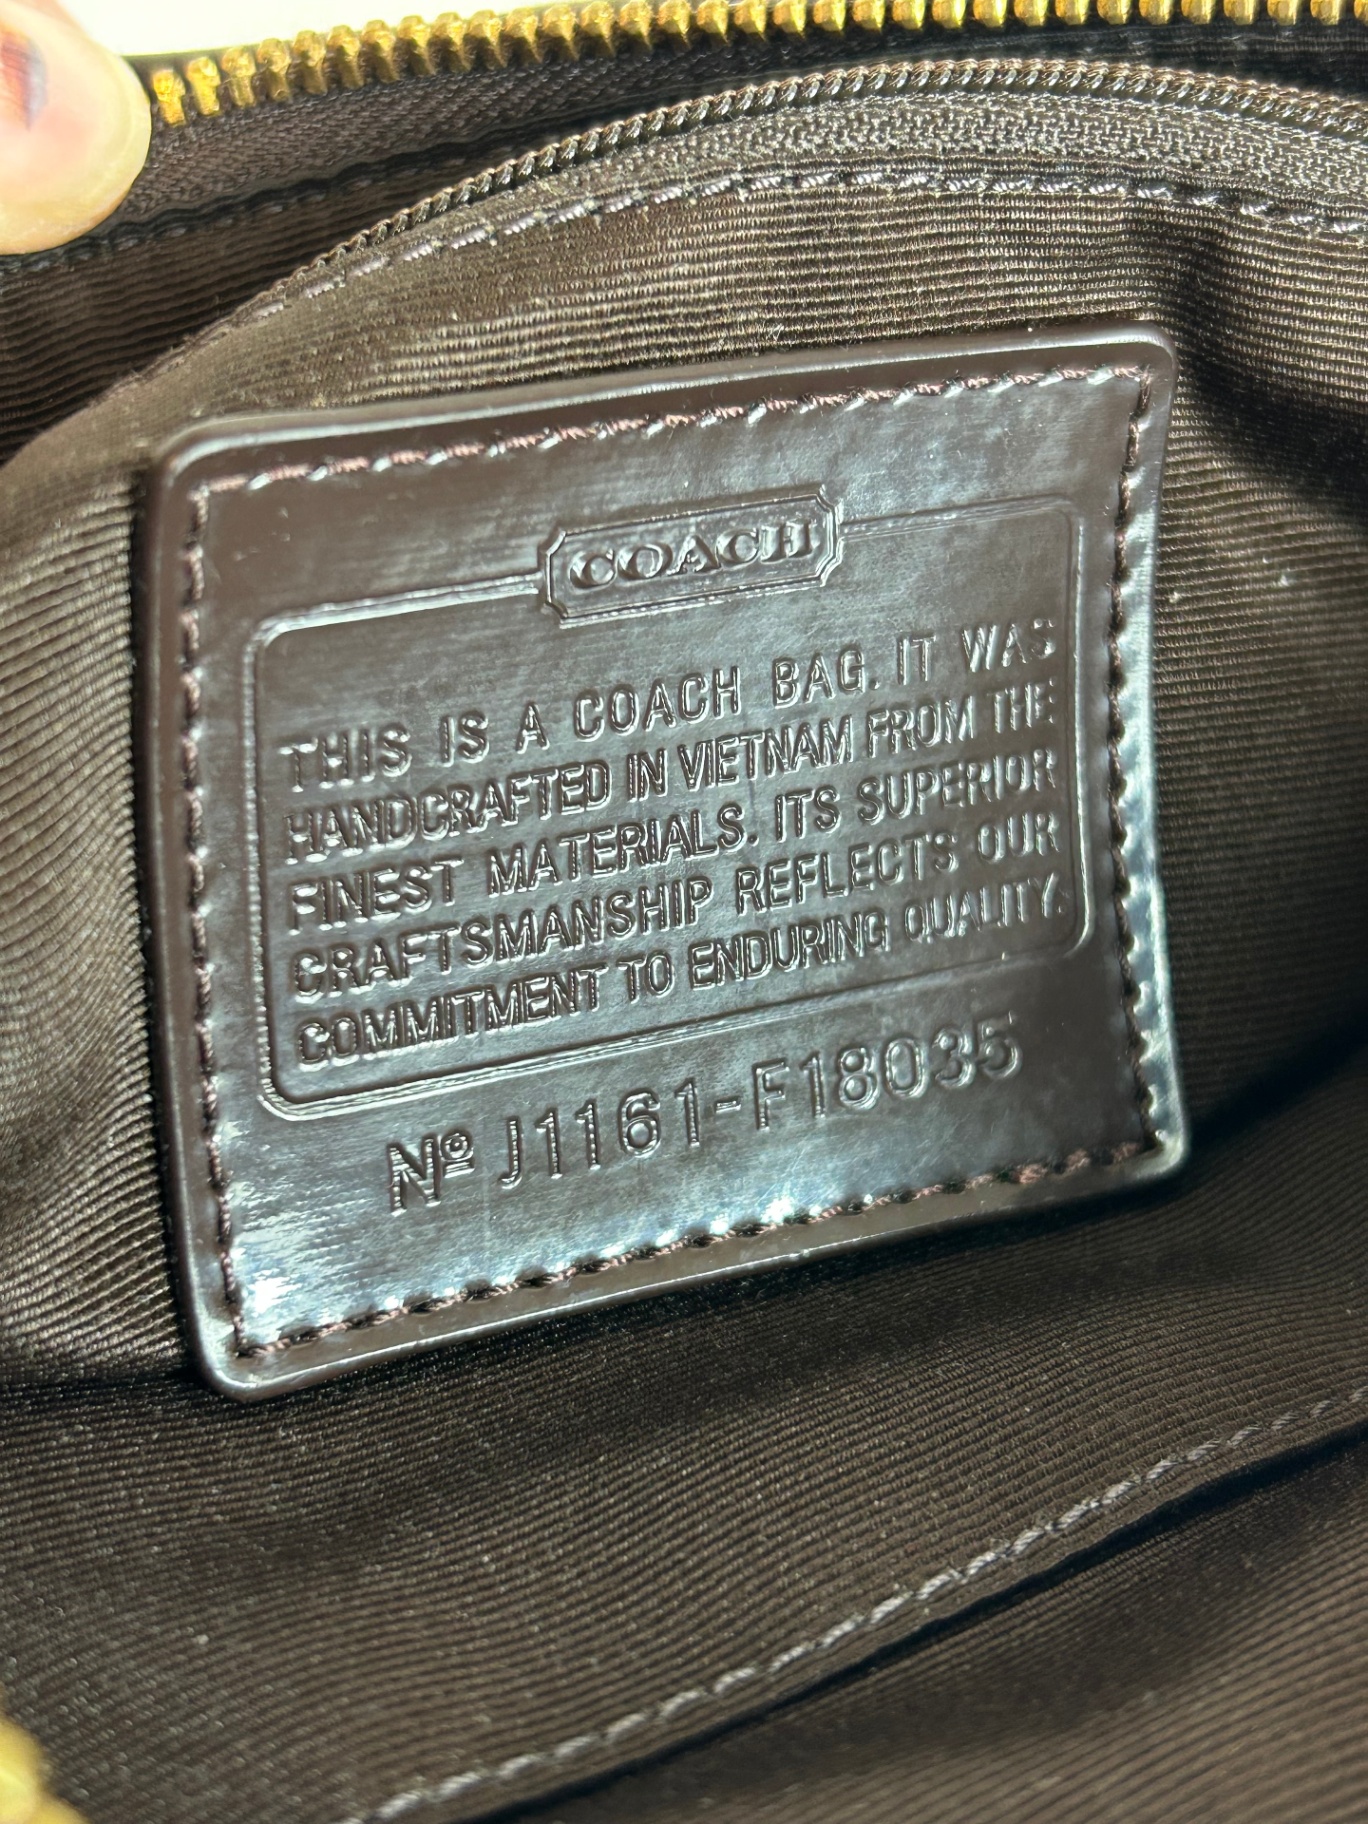 COACH
THIS IS A COACH BAG. IT WAS
HANDCRAFTED IN VIETNAM FROM THE
FINEST MATERIALS. ITS SUPERIOR
CRAFTSMANSHIP REFLECTS OUR
COMMITMENT TO ENDURING QUALITY.
Nº J1161-F18035